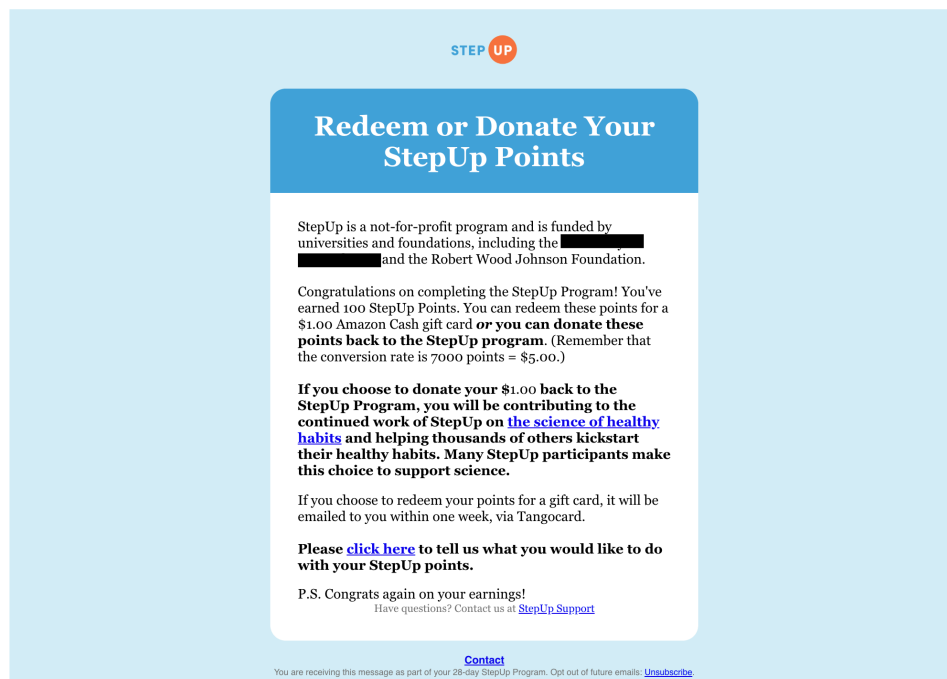 STEP UP
Redeem or Donate Your
StepUp Points
StepUp is a not-for-profit program and is funded by
universities and foundations, including the
and the Robert Wood Johnson Foundation.
Congratulations on completing the StepUp Program! You've
earned 100 StepUp Points. You can redeem these points for a
$1.00 Amazon Cash gift card or you can donate these
points back to the StepUp program. (Remember that
the conversion rate is 7000 points = $5.00.)
If you choose to donate your $1.00 back to the
StepUp Program, you will be contributing to the
continued work of StepUp on the science of healthy
habits and helping thousands of others kickstart
their healthy habits. Many StepUp participants make
this choice to support science.
If you choose to redeem your points for a gift card, it will be
emailed to you within one week, via Tangocard.
Please click here to tell us what you would like to do
with your StepUp points.
P.S. Congrats again on your earnings!
Have questions? Contact us at StepUp Support
Contact
You are receiving this message as part of your 28-day StepUp Program. Opt out of future emails: Unsubscribe.